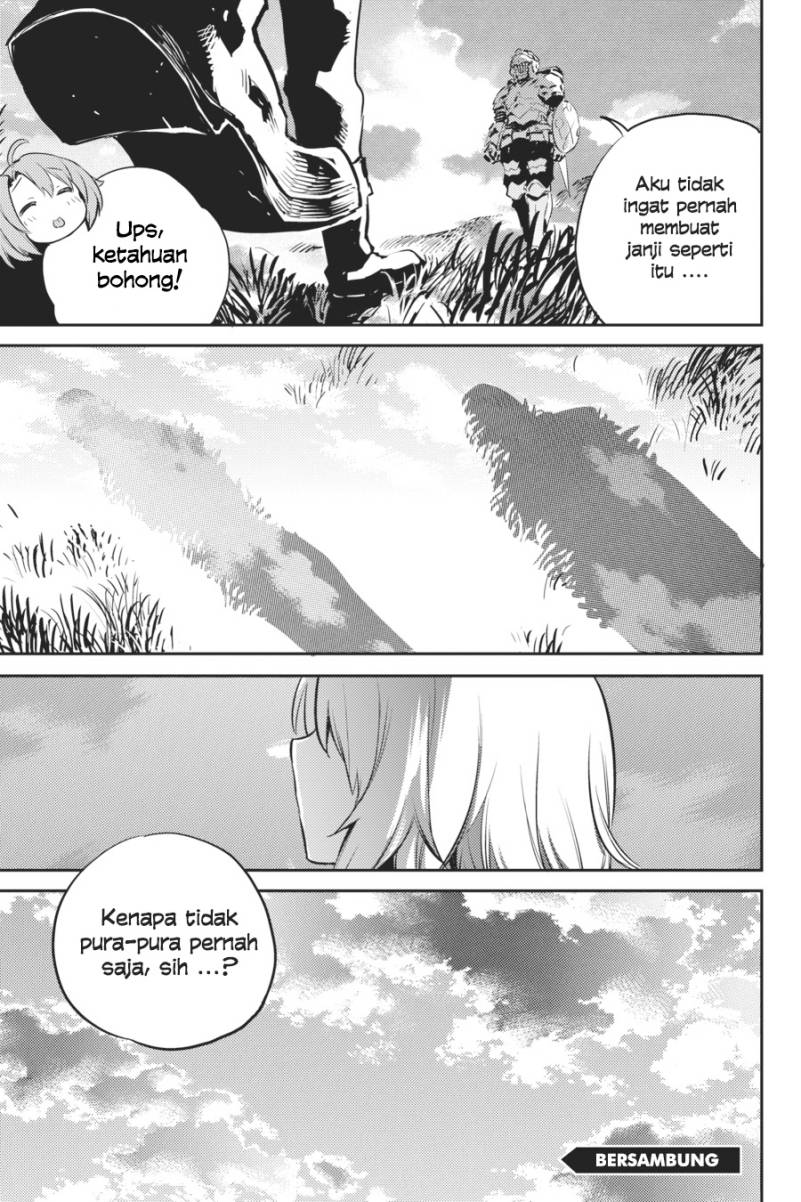 Aku tidak
ingat pernah
membuat
janji seperti
itu ....
Ups,
ketahuan
bohong!
Kenapa tidak
pura-pura pernah
saja, sih ...?
BERSAMBUNG